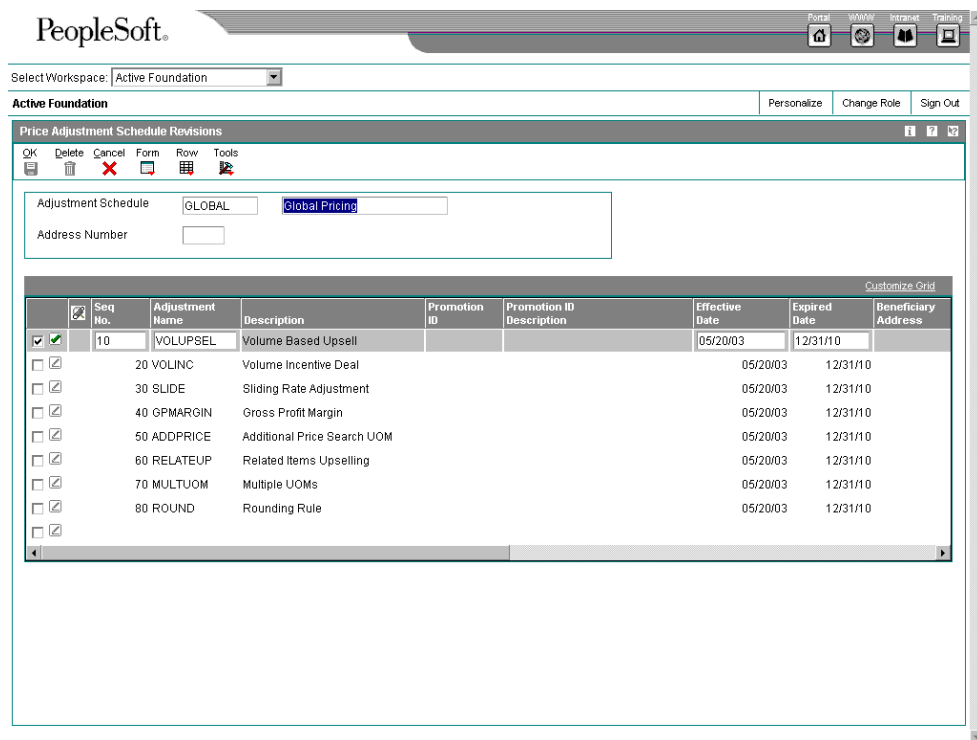 PeopleSoft.
Portal WWW Intranet Training
Select Workspace: Active Foundation
Active Foundation Personalize Change Role Sign Out
Price Adjustment Schedule Revisions i ?
OK Delete Cancel Form Row Tools
Adjustment Schedule GLOBAL Global Pricing
Address Number
Customize Grid
Seq No. Adjustment Name Description Promotion ID Promotion ID Description Effective Date Expired Date Beneficiary Address
10 VOLUPSEL Volume Based Upsell 05/20/03 12/31/10
20 VOLINC Volume Incentive Deal 05/20/03 12/31/10
30 SLIDE Sliding Rate Adjustment 05/20/03 12/31/10
40 GPMARGIN Gross Profit Margin 05/20/03 12/31/10
50 ADDPRICE Additional Price Search UOM 05/20/03 12/31/10
60 RELATEUP Related Items Upselling 05/20/03 12/31/10
70 MULTUOM Multiple UOMs 05/20/03 12/31/10
80 ROUND Rounding Rule 05/20/03 12/31/10